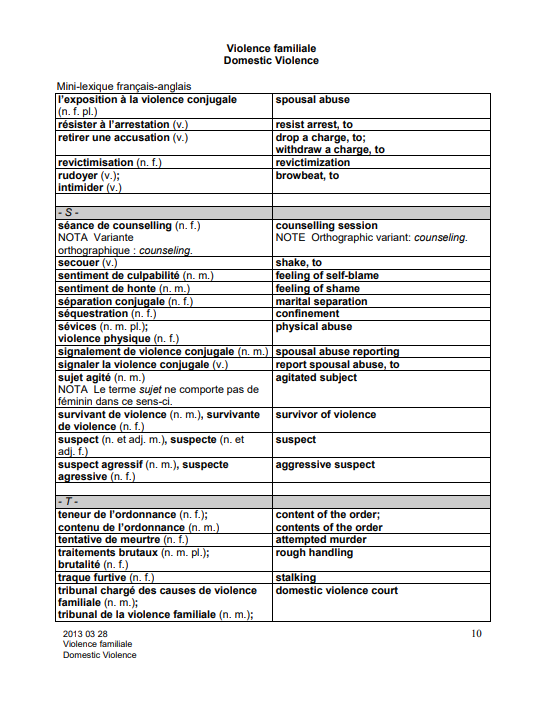 Violence familiale
Domestic Violence
Mini-lexique français-anglais
l'exposition à la violence conjugale
(n. f. pl.)
spousal abuse
résister à l'arrestation (v.)
resist arrest, to
retirer une accusation (v.)
drop a charge, to;
withdraw a charge, to
revictimisation (n. f.)
revictimization
rudoyer (v.);
intimider (v.)
browbeat, to
- S -
séance de counselling (n. f.)
NOTA Variante
orthographique : counseling.
counselling session
NOTE Orthographic variant: counseling.
secouer (v.)
shake, to
sentiment de culpabilité (n. m.)
feeling of self-blame
sentiment de honte (n. m.)
feeling of shame
séparation conjugale (n. f.)
marital separation
séquestration (n. f.)
confinement
sévices (n. m. pl.);
violence physique (n. f.)
physical abuse
signalement de violence conjugale (n. m.)
spousal abuse reporting
signaler la violence conjugale (v.)
report spousal abuse, to
sujet agité (n. m.)
NOTA Le terme sujet ne comporte pas de
féminin dans ce sens-ci.
agitated subject
survivant de violence (n. m.), survivante
de violence (n. f.)
survivor of violence
suspect (n. et adj. m.), suspecte (n. et
adj. f.)
suspect
suspect agressif (n. m.), suspecte
agressive (n. f.)
aggressive suspect
- T -
teneur de l'ordonnance (n. f.);
contenu de l'ordonnance (n. m.)
content of the order;
contents of the order
tentative de meurtre (n. f.)
attempted murder
traitements brutaux (n. m. pl.);
brutalité (n. f.)
rough handling
traque furtive (n. f.)
stalking
tribunal chargé des causes de violence
familiale (n. m.);
tribunal de la violence familiale (n. m.);
domestic violence court
2013 03 28
Violence familiale
Domestic Violence
10